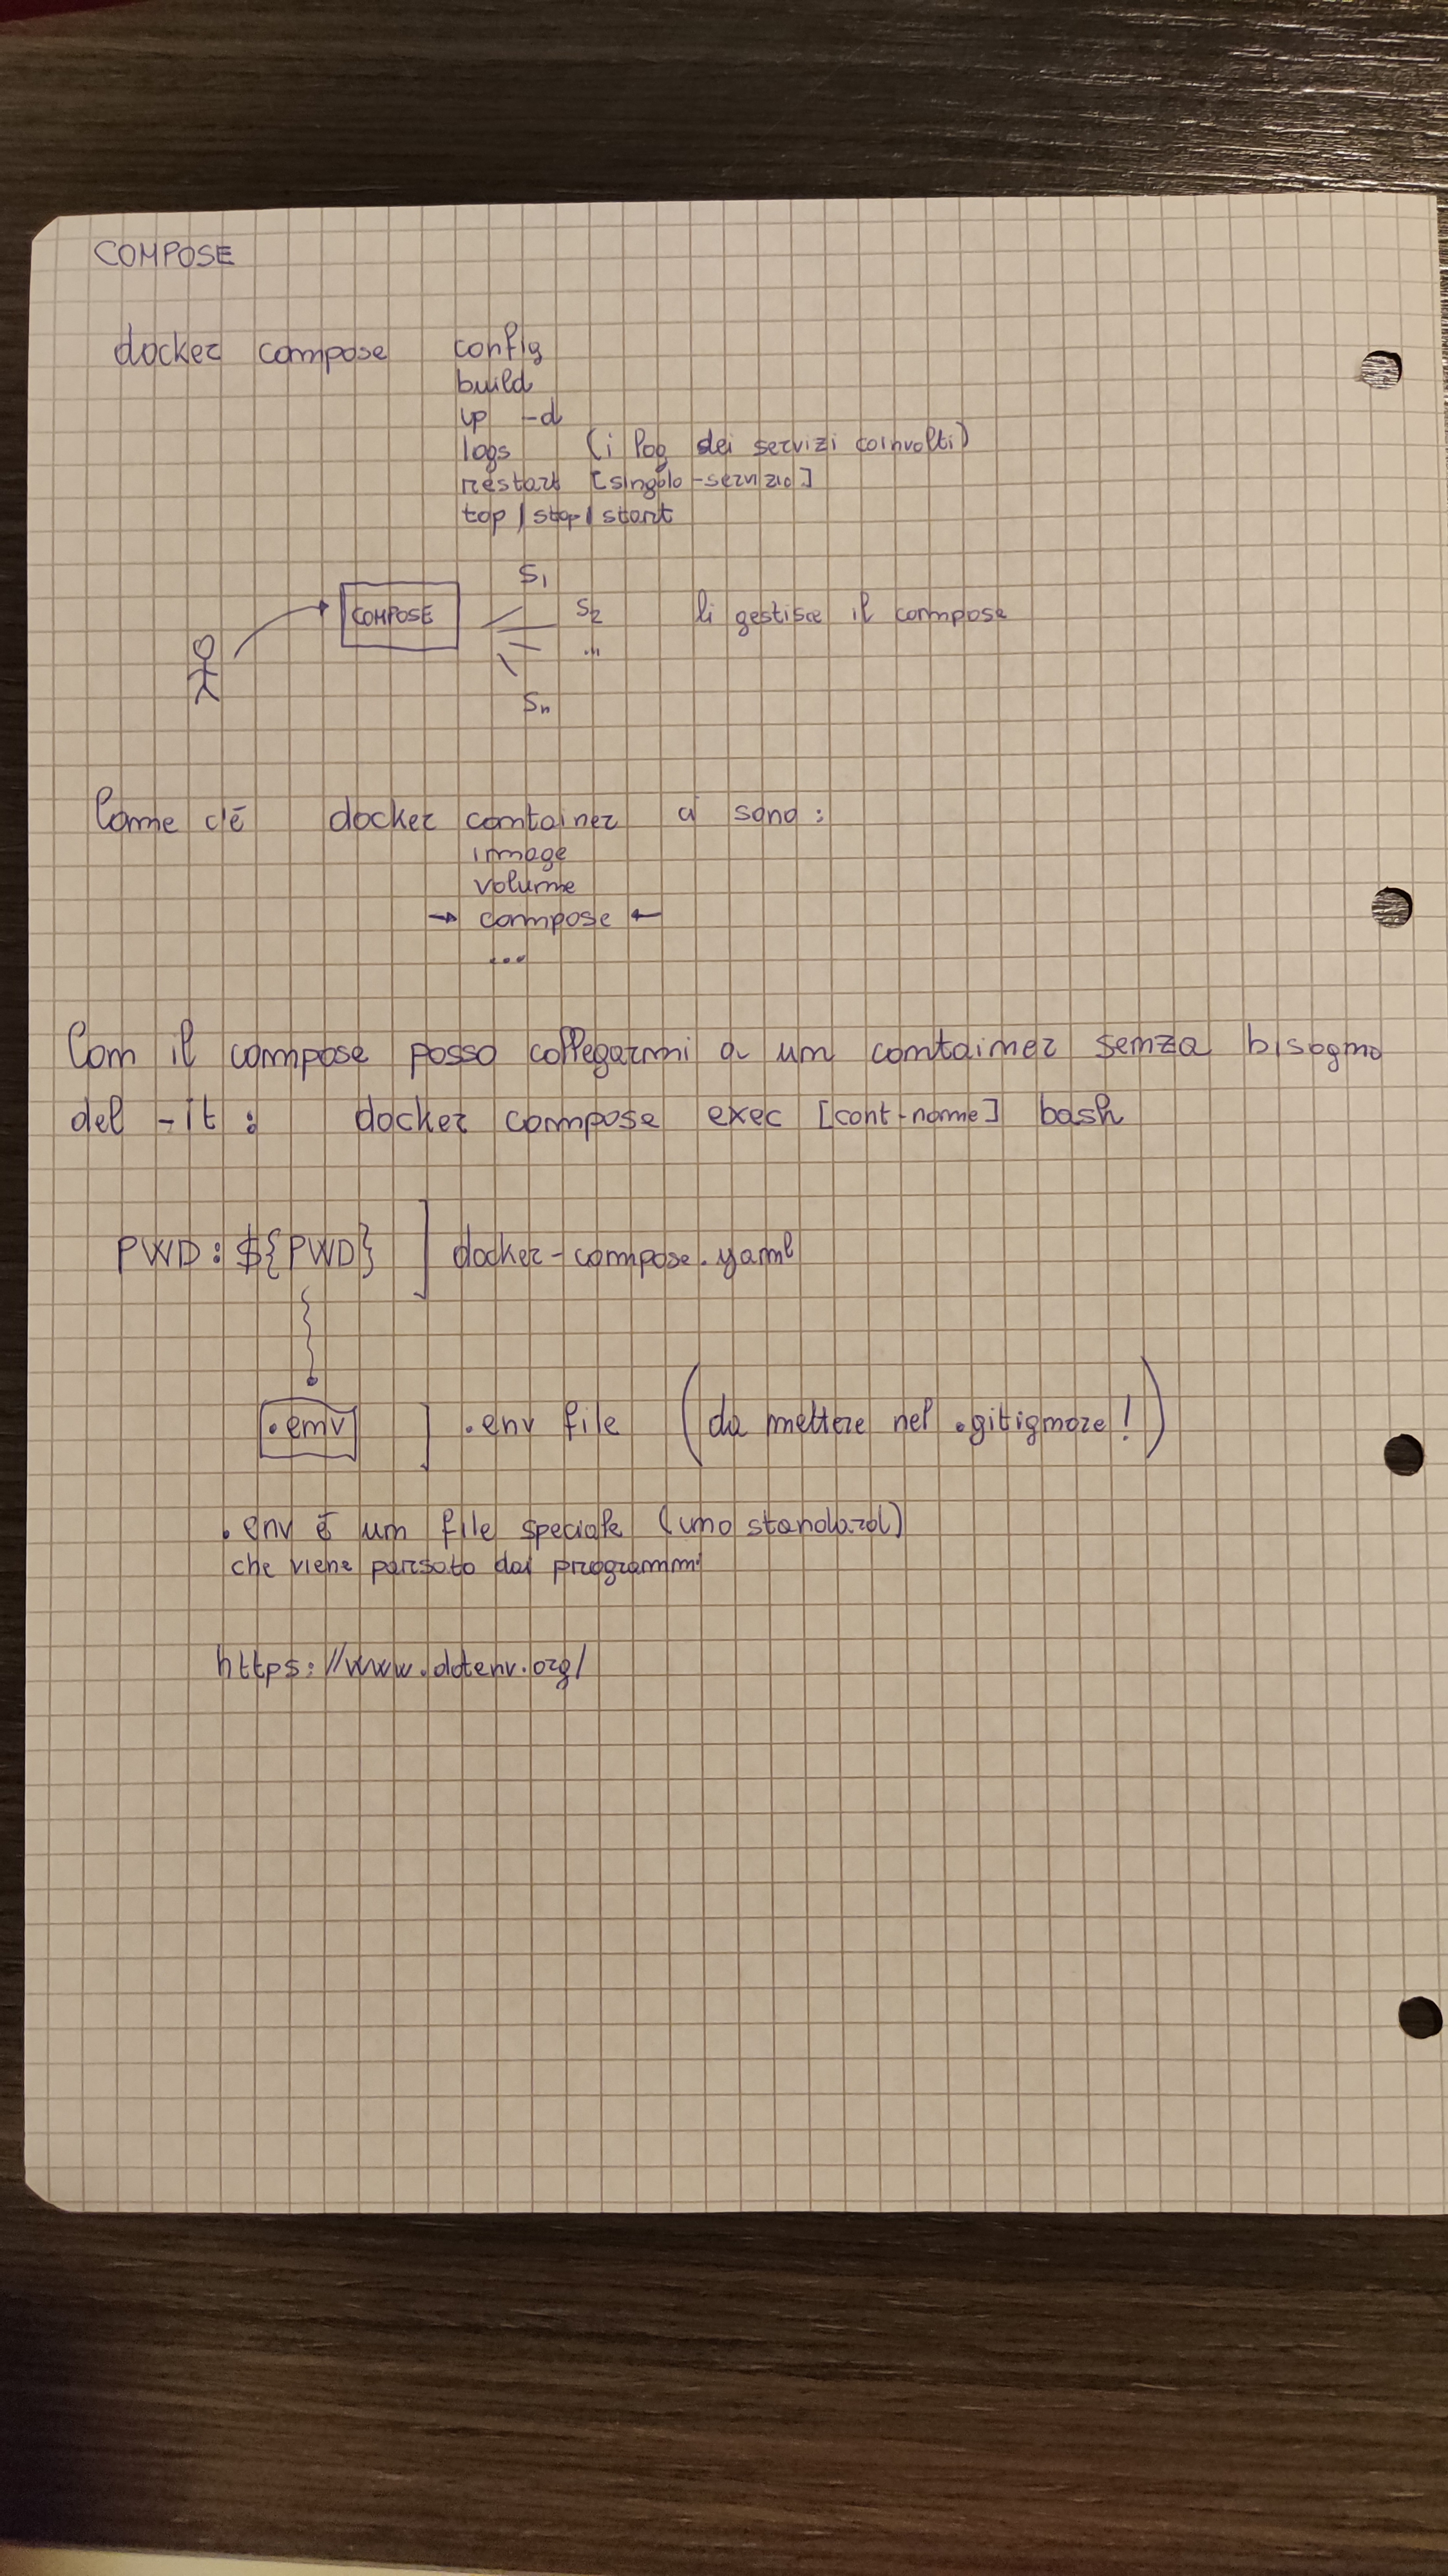 COMPOSE
docker compose config
build
up -d
logs (i log dei servizi coinvolti)
restart [singolo-servizio]
top / stop / start
S1
COMPOSE S2 li gestisce il compose
...
Sn
Come c'é docker container ci sono:
image
volume
→ compose ←
...
Con il compose posso collegarmi a un container senza bisogno
del -it : docker compose exec [cont-name] bash
PWD: ${PWD} ] docker-compose.yaml
.env ] .env file (da mettere nel .gitignore!)
.env é un file speciale (uno standard)
che viene parsato dai programmi
https://www.dotenv.org/